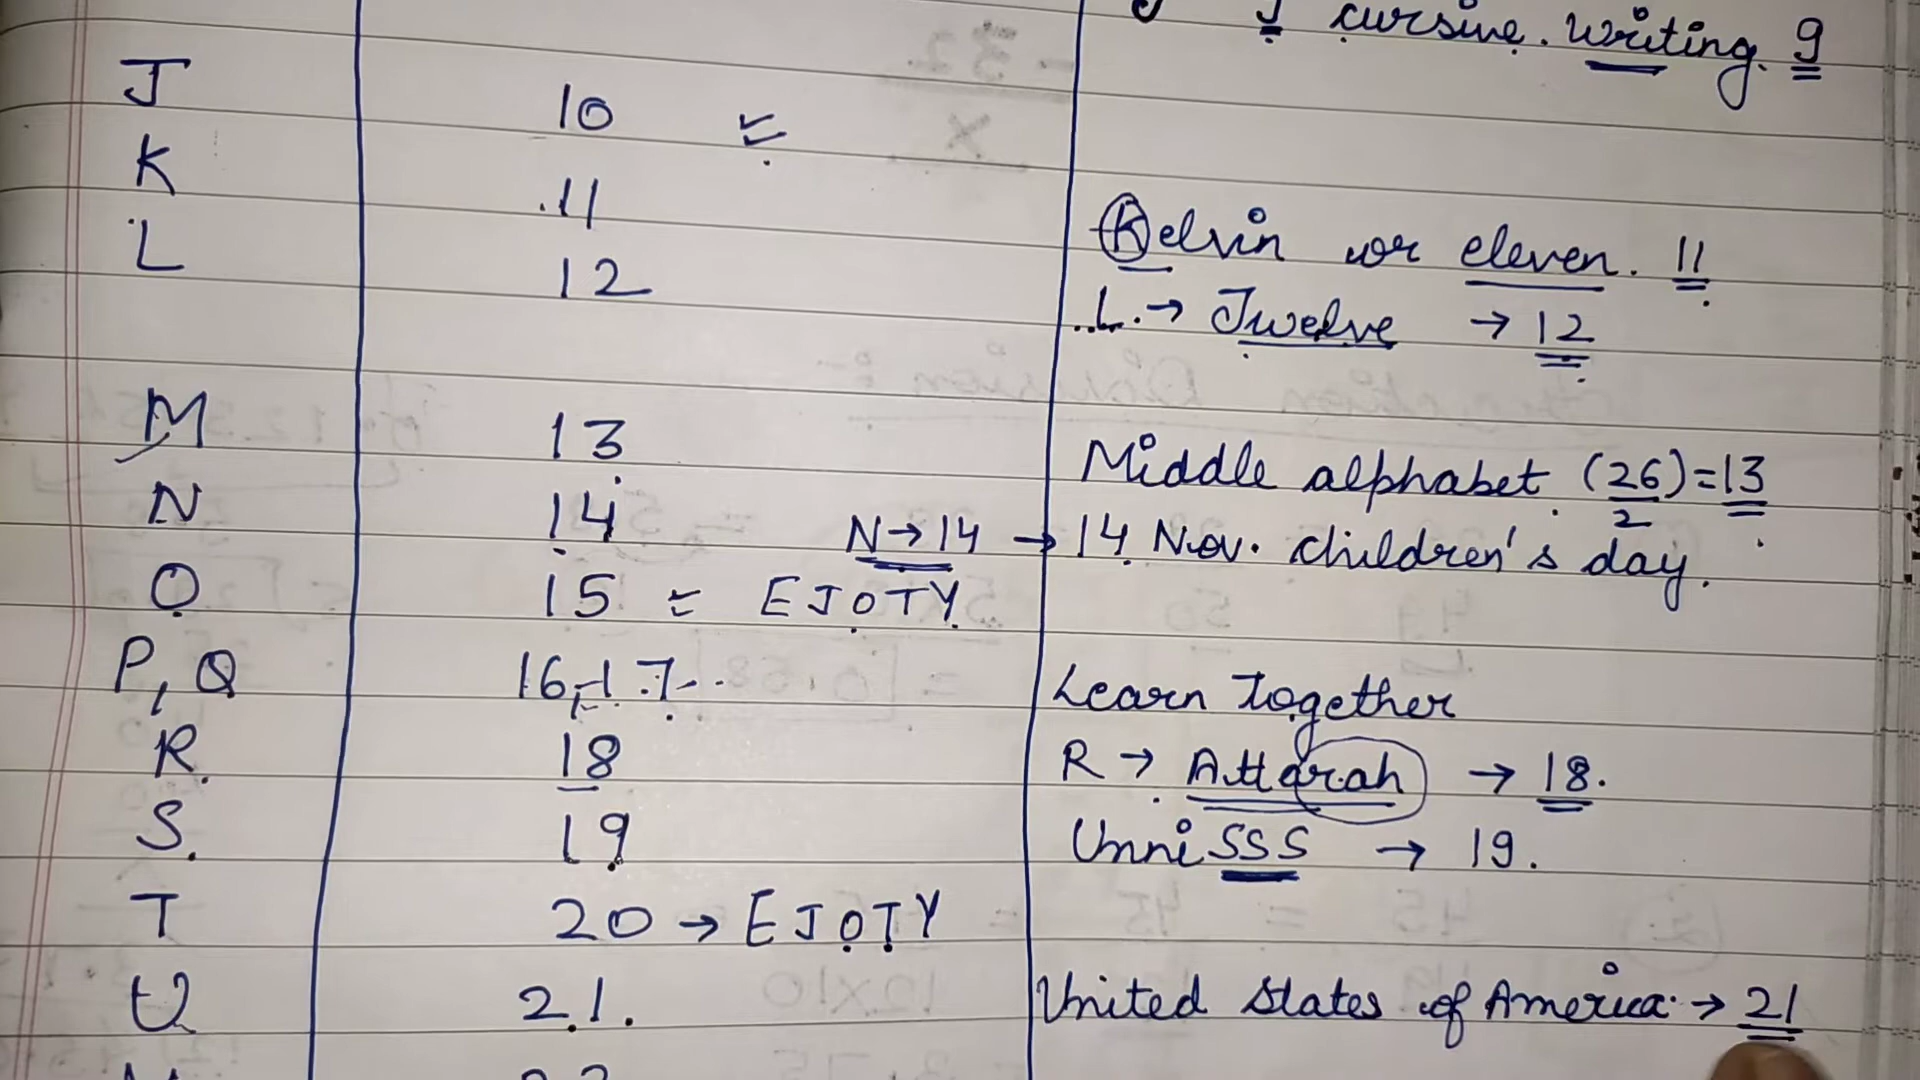 J cursive. writing. 9
J 10
K 11
L 12
Kelvin or eleven. 11
L → Twelve → 12
M 13 Middle alphabet (26/2)=13
N 14 N→14 → 14 Nov. children's day.
O 15 = EJOTY
P, Q 16, 17 Learn together
R 18 R → Attarah → 18.
S 19 UnniSSS → 19.
T 20 → EJOTY
U 21. United States of America → 21